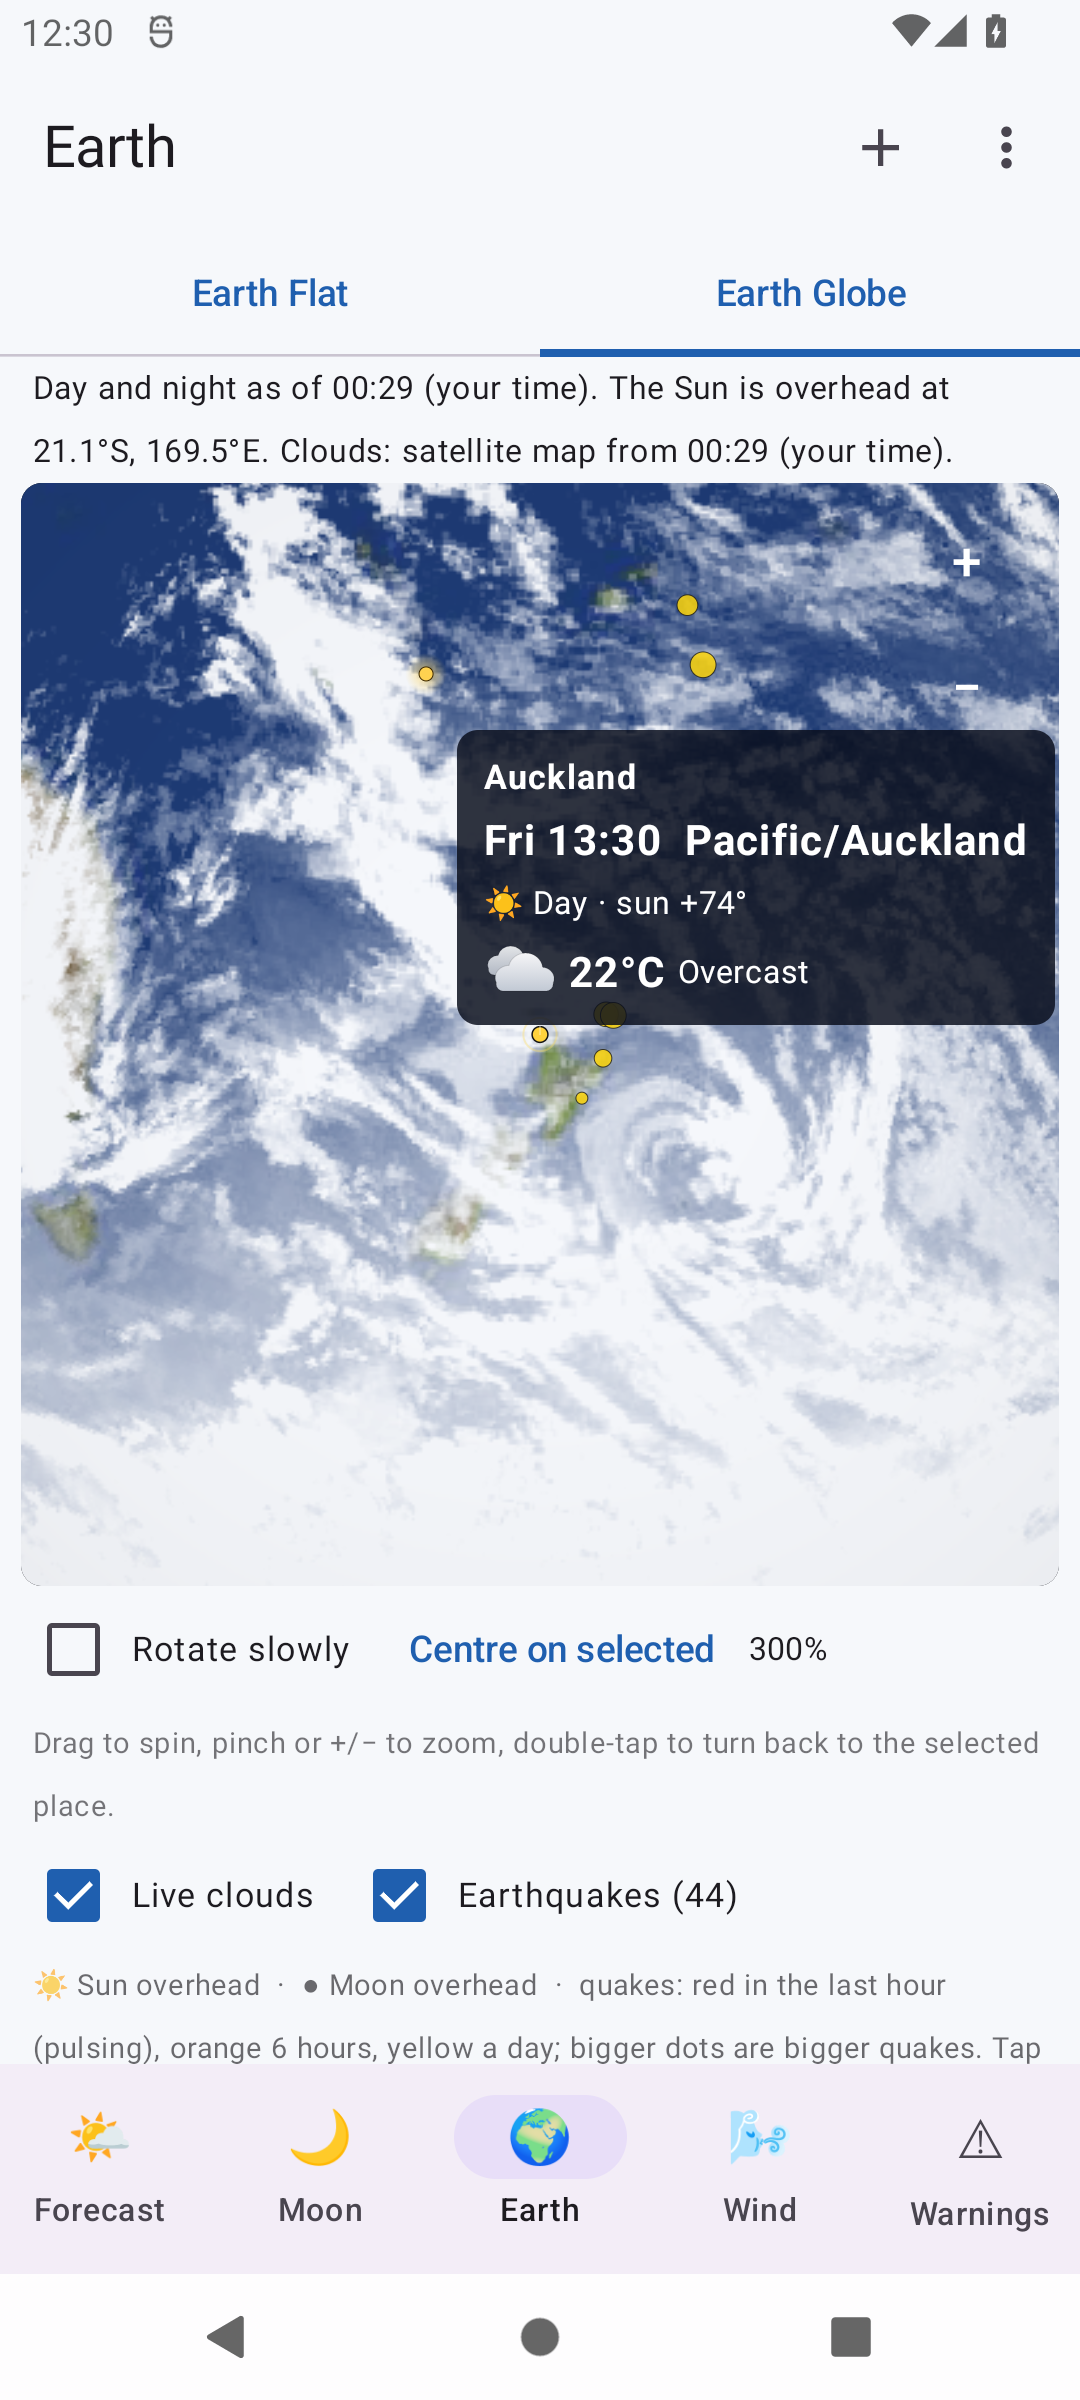 12:30
Earth
Earth Flat
Earth Globe
Day and night as of 00:29 (your time). The Sun is overhead at
21.1°S, 169.5°E. Clouds: satellite map from 00:29 (your time).
+
−
Auckland
Fri 13:30 Pacific/Auckland
Day · sun +74°
22°C Overcast
Rotate slowly
Centre on selected
300%
Drag to spin, pinch or +/− to zoom, double-tap to turn back to the selected
place.
Live clouds
Earthquakes (44)
☀️ Sun overhead · ● Moon overhead · quakes: red in the last hour
(pulsing), orange 6 hours, yellow a day; bigger dots are bigger quakes. Tap
Forecast
Moon
Earth
Wind
Warnings